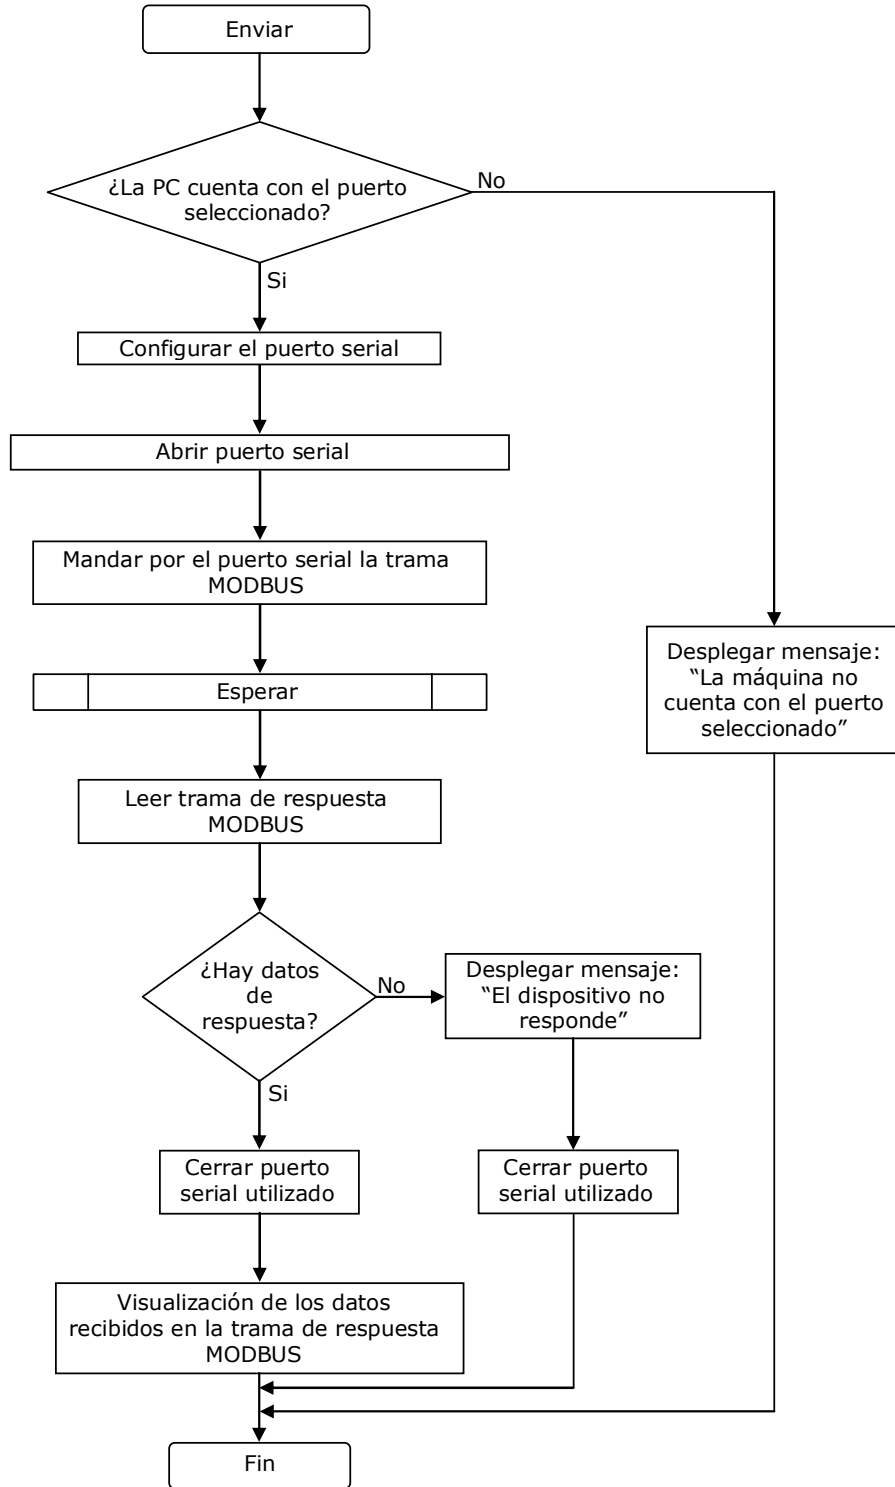 Enviar
¿La PC cuenta con el puerto
seleccionado?
No
Si
Configurar el puerto serial
Abrir puerto serial
Mandar por el puerto serial la trama
MODBUS
Esperar
Desplegar mensaje:
“La máquina no
cuenta con el puerto
seleccionado”
Leer trama de respuesta
MODBUS
¿Hay datos
de
respuesta?
No
Desplegar mensaje:
“El dispositivo no
responde”
Si
Cerrar puerto
serial utilizado
Cerrar puerto
serial utilizado
Visualización de los datos
recibidos en la trama de respuesta
MODBUS
Fin